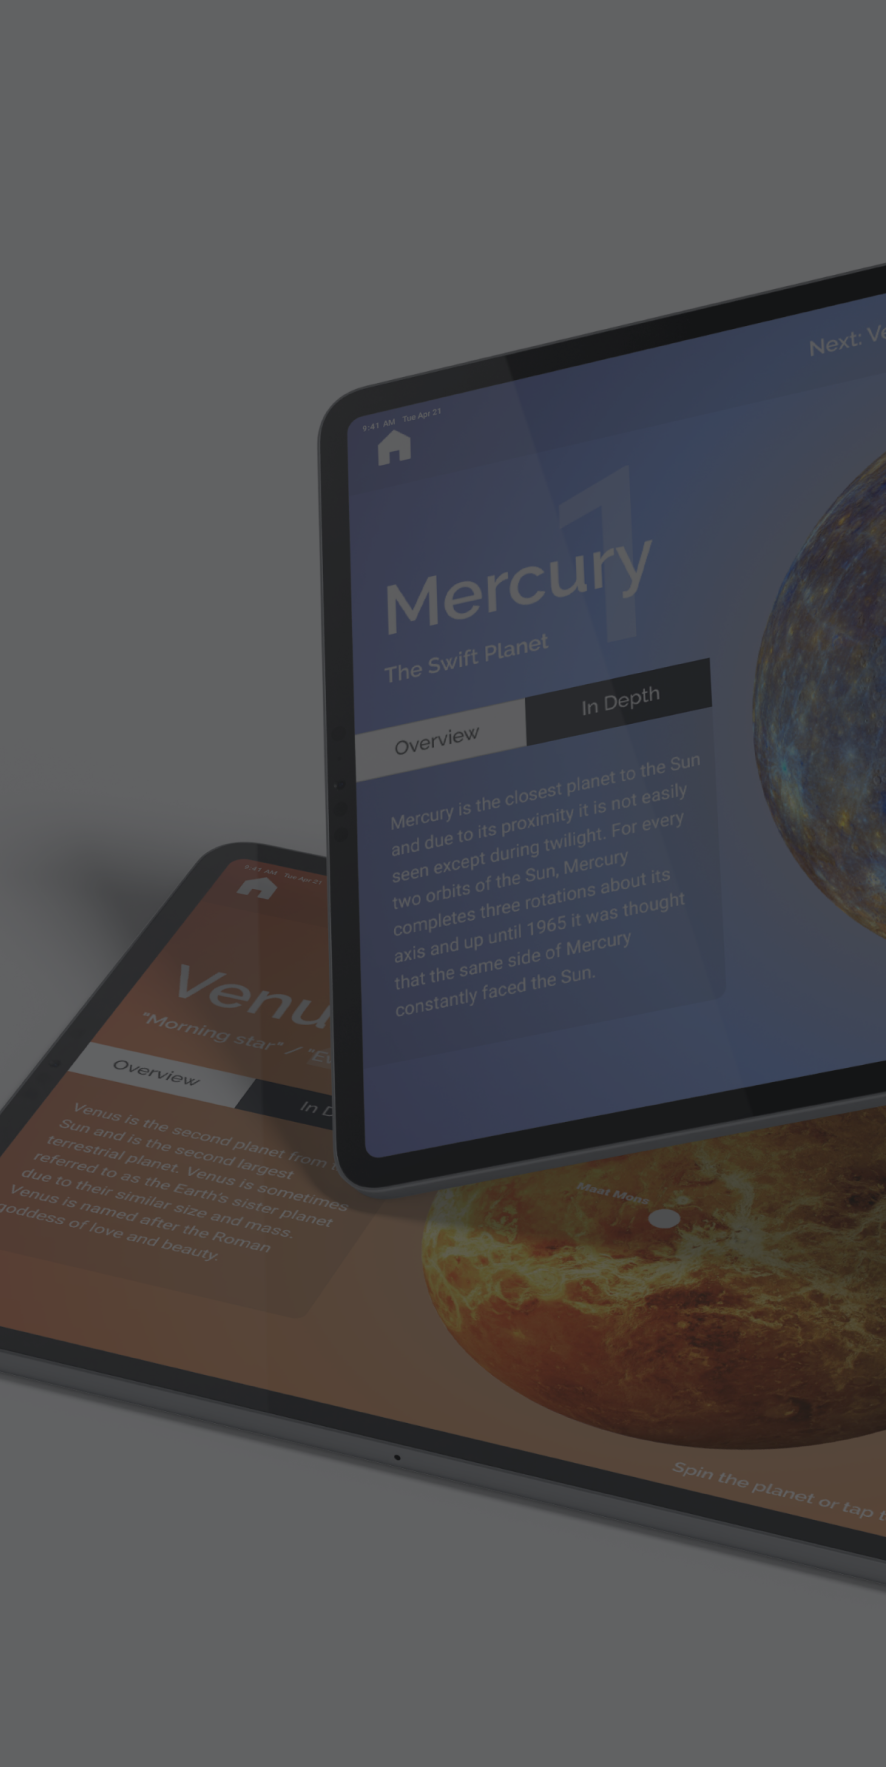 Next:
9:41 AM Tue Apr 21
1
Mercury
The Swift Planet
Overview
In Depth
Mercury is the closest planet to the Sun
and due to its proximity it is not easily
seen except during twilight. For every
two orbits of the Sun, Mercury
completes three rotations about its
axis and up until 1965 it was thought
that the same side of Mercury
constantly faced the Sun.
9:41 AM Tue Apr 21
Venu
"Morning star" / "
Overview
In D
Venus is the second planet from
Sun and is the second largest
terrestrial planet. Venus is sometimes
referred to as the Earth's sister planet
due to their similar size and mass.
Venus is named after the Roman
goddess of love and beauty.
Maat Mons
Spin the planet or tap